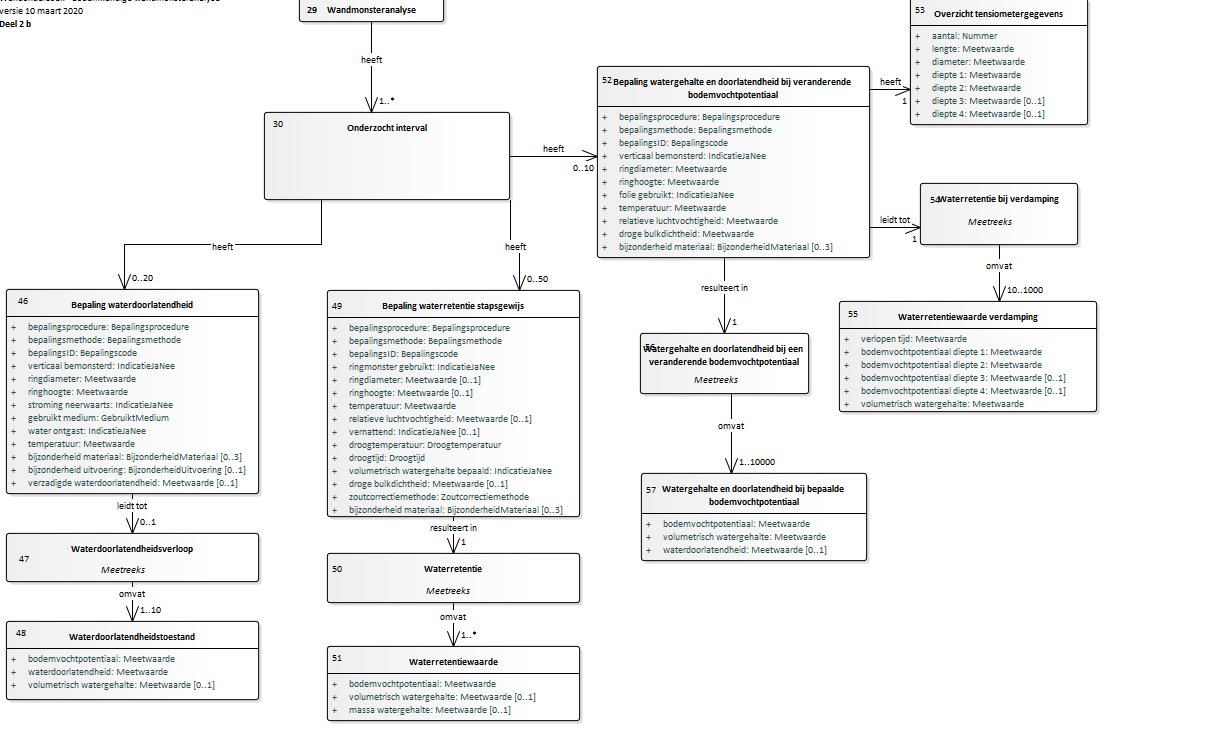 versie 10 maart 2020
Deel 2 b
29 Wandmonsteranalyse
heeft
1..*
30 Onderzocht interval
heeft
0..10
heeft
0..20
heeft
0..50
52 Bepaling watergehalte en doorlatendheid bij veranderende
bodemvochtpotentiaal
+ bepalingsprocedure: Bepalingsprocedure
+ bepalingsmethode: Bepalingsmethode
+ bepalingsID: Bepalingscode
+ verticaal bemonsterd: IndicatieJaNee
+ ringdiameter: Meetwaarde
+ ringhoogte: Meetwaarde
+ folie gebruikt: IndicatieJaNee
+ temperatuur: Meetwaarde
+ relatieve luchtvochtigheid: Meetwaarde
+ droge bulkdichtheid: Meetwaarde
+ bijzonderheid materiaal: BijzonderheidMateriaal [0..3]
heeft
1
53 Overzicht tensiometergegevens
+ aantal: Nummer
+ lengte: Meetwaarde
+ diameter: Meetwaarde
+ diepte 1: Meetwaarde
+ diepte 2: Meetwaarde
+ diepte 3: Meetwaarde [0..1]
+ diepte 4: Meetwaarde [0..1]
leidt tot
1
54 Waterretentie bij verdamping
Meetreeks
omvat
10..1000
55 Waterretentiewaarde verdamping
+ verlopen tijd: Meetwaarde
+ bodemvochtpotentiaal diepte 1: Meetwaarde
+ bodemvochtpotentiaal diepte 2: Meetwaarde
+ bodemvochtpotentiaal diepte 3: Meetwaarde [0..1]
+ bodemvochtpotentiaal diepte 4: Meetwaarde [0..1]
+ volumetrisch watergehalte: Meetwaarde
resulteert in
1
56 Watergehalte en doorlatendheid bij een
veranderende bodemvochtpotentiaal
Meetreeks
omvat
1..10000
57 Watergehalte en doorlatendheid bij bepaalde
bodemvochtpotentiaal
+ bodemvochtpotentiaal: Meetwaarde
+ volumetrisch watergehalte: Meetwaarde
+ waterdoorlatendheid: Meetwaarde [0..1]
46 Bepaling waterdoorlatendheid
+ bepalingsprocedure: Bepalingsprocedure
+ bepalingsmethode: Bepalingsmethode
+ bepalingsID: Bepalingscode
+ verticaal bemonsterd: IndicatieJaNee
+ ringdiameter: Meetwaarde
+ ringhoogte: Meetwaarde
+ stroming neerwaarts: IndicatieJaNee
+ gebruikt medium: GebruiktMedium
+ water ontgast: IndicatieJaNee
+ temperatuur: Meetwaarde
+ bijzonderheid materiaal: BijzonderheidMateriaal [0..3]
+ bijzonderheid uitvoering: BijzonderheidUitvoering [0..1]
+ verzadigde waterdoorlatendheid: Meetwaarde [0..1]
leidt tot
0..1
47 Waterdoorlatendheidsverloop
Meetreeks
omvat
1..10
48 Waterdoorlatendheidstoestand
+ bodemvochtpotentiaal: Meetwaarde
+ waterdoorlatendheid: Meetwaarde
+ volumetrisch watergehalte: Meetwaarde [0..1]
49 Bepaling waterretentie stapsgewijs
+ bepalingsprocedure: Bepalingsprocedure
+ bepalingsmethode: Bepalingsmethode
+ bepalingsID: Bepalingscode
+ ringmonster gebruikt: IndicatieJaNee
+ ringdiameter: Meetwaarde [0..1]
+ ringhoogte: Meetwaarde [0..1]
+ temperatuur: Meetwaarde
+ relatieve luchtvochtigheid: Meetwaarde [0..1]
+ vernattend: IndicatieJaNee [0..1]
+ droogtemperatuur: Droogtemperatuur
+ droogtijd: Droogtijd
+ volumetrisch watergehalte bepaald: IndicatieJaNee
+ droge bulkdichtheid: Meetwaarde [0..1]
+ zoutcorrectiemethode: Zoutcorrectiemethode
+ bijzonderheid materiaal: BijzonderheidMateriaal [0..3]
resulteert in
1
50 Waterretentie
Meetreeks
omvat
1..*
51 Waterretentiewaarde
+ bodemvochtpotentiaal: Meetwaarde
+ volumetrisch watergehalte: Meetwaarde [0..1]
+ massa watergehalte: Meetwaarde [0..1]